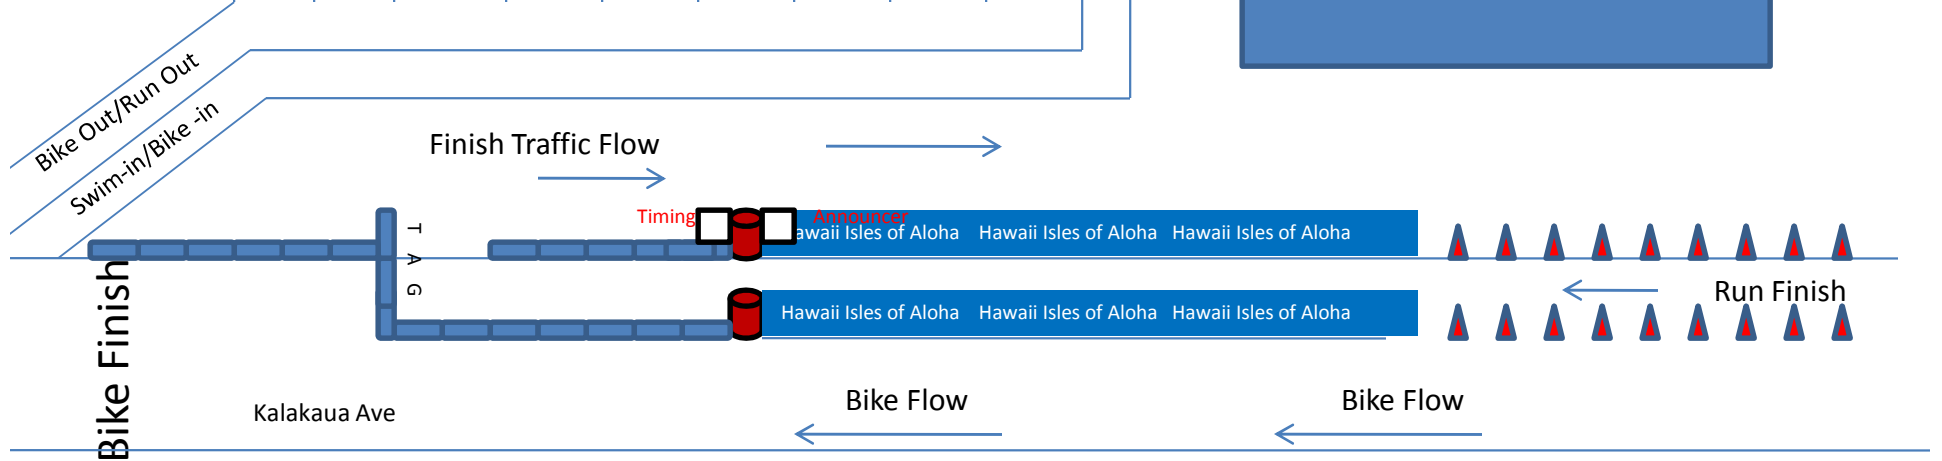 Bike Out/Run Out
Swim-in/Bike -in
Finish Traffic Flow
Timing
Announcer
T A G
awaii Isles of Aloha Hawaii Isles of Aloha Hawaii Isles of Aloha
Run Finish
Hawaii Isles of Aloha Hawaii Isles of Aloha Hawaii Isles of Aloha
Bike Finish
Kalakaua Ave
Bike Flow
Bike Flow